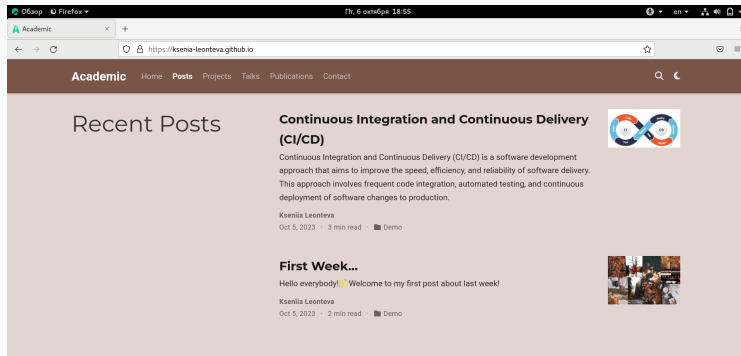 Обзор Firefox Пт, 6 октября 18:55 en
Academic
https://ksenia-leonteva.github.io
Academic Home Posts Projects Talks Publications Contact
Recent Posts
Continuous Integration and Continuous Delivery
(CI/CD)
Continuous Integration and Continuous Delivery (CI/CD) is a software development
approach that aims to improve the speed, efficiency, and reliability of software delivery.
This approach involves frequent code integration, automated testing, and continuous
deployment of software changes to production.
Kseniia Leonteva
Oct 5, 2023 · 3 min read · Demo
First Week...
Hello everybody! Welcome to my first post about last week!
Kseniia Leonteva
Oct 5, 2023 · 2 min read · Demo